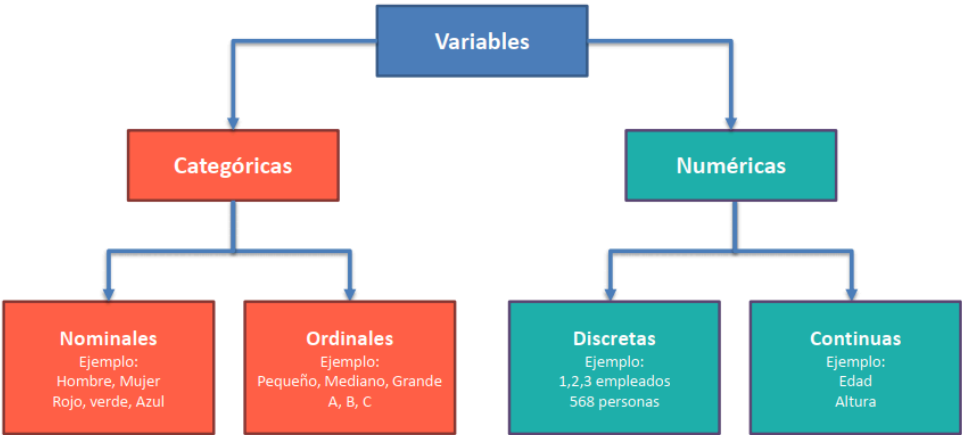 Variables
Categóricas
Numéricas
Nominales
Ejemplo:
Hombre, Mujer
Rojo, verde, Azul
Ordinales
Ejemplo:
Pequeño, Mediano, Grande
A, B, C
Discretas
Ejemplo:
1,2,3 empleados
568 personas
Continuas
Ejemplo:
Edad
Altura